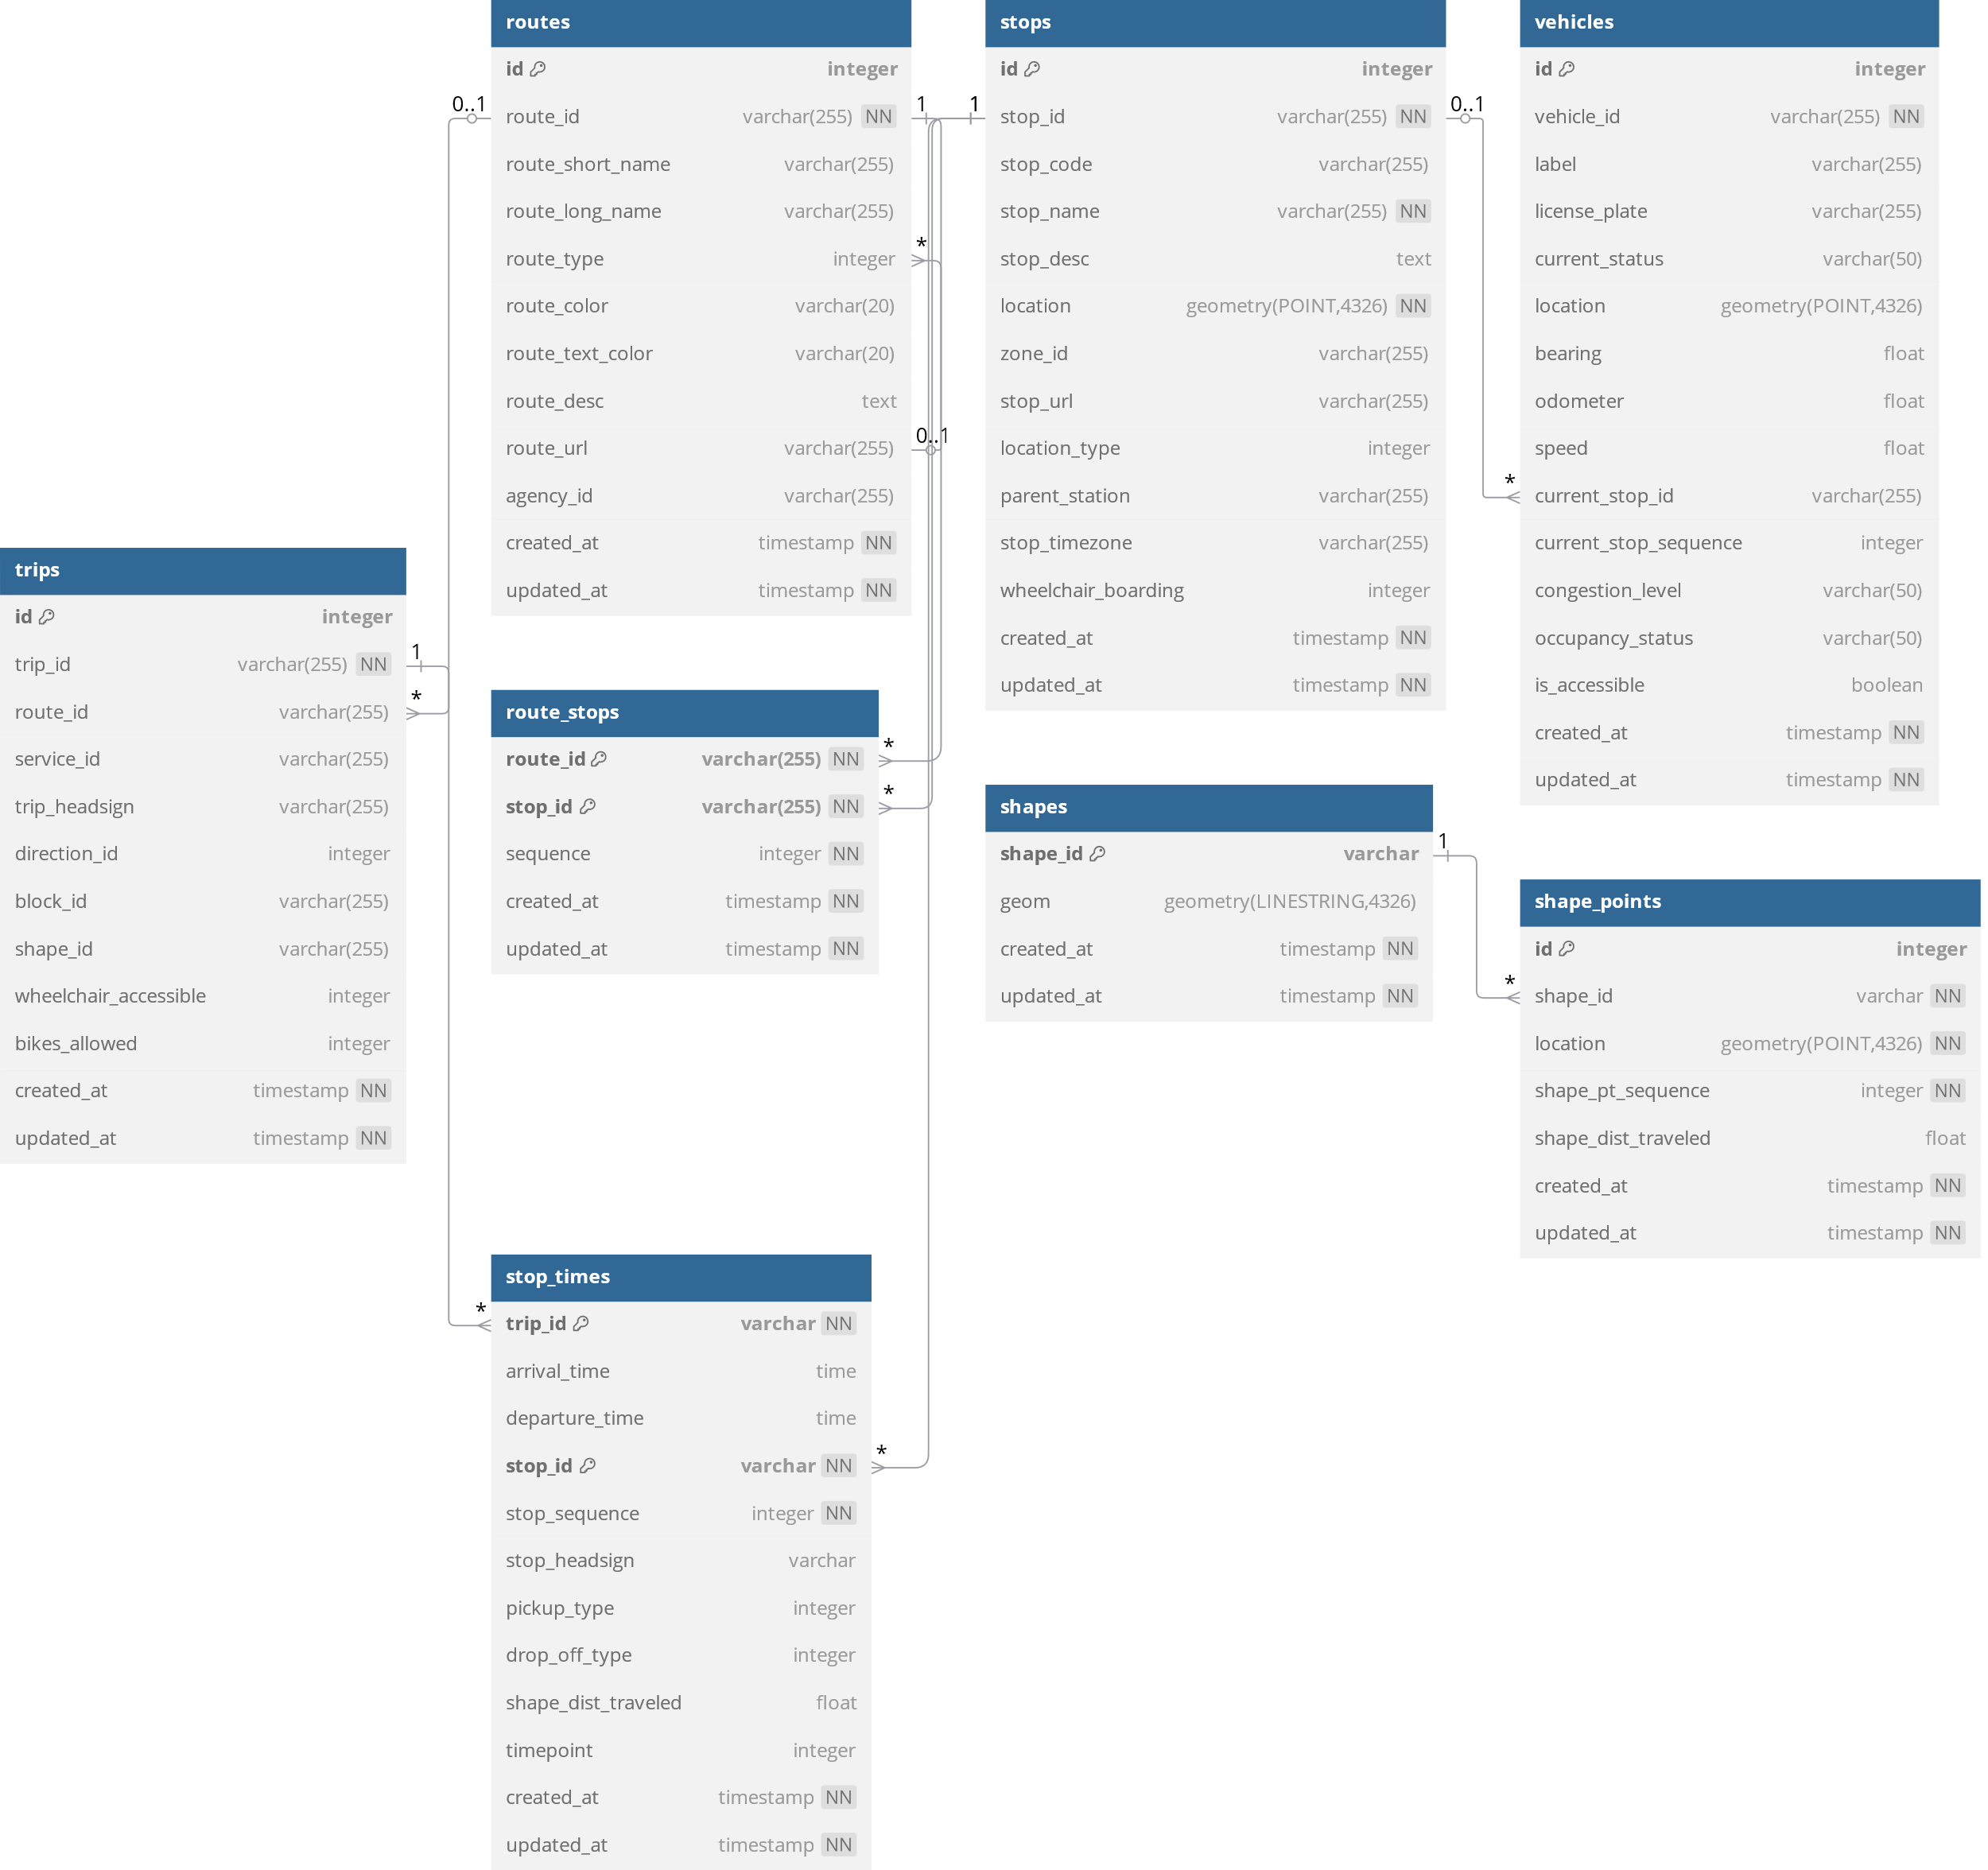 routes
id integer
route_id varchar(255) NN
route_short_name varchar(255)
route_long_name varchar(255)
route_type integer
route_color varchar(20)
route_text_color varchar(20)
route_desc text
route_url varchar(255)
agency_id varchar(255)
created_at timestamp NN
updated_at timestamp NN
0..1
1
*
0..1
stops
id integer
stop_id varchar(255) NN
stop_code varchar(255)
stop_name varchar(255) NN
stop_desc text
location geometry(POINT,4326) NN
zone_id varchar(255)
stop_url varchar(255)
location_type integer
parent_station varchar(255)
stop_timezone varchar(255)
wheelchair_boarding integer
created_at timestamp NN
updated_at timestamp NN
1
0..1
vehicles
id integer
vehicle_id varchar(255) NN
label varchar(255)
license_plate varchar(255)
current_status varchar(50)
location geometry(POINT,4326)
bearing float
odometer float
speed float
current_stop_id varchar(255)
current_stop_sequence integer
congestion_level varchar(50)
occupancy_status varchar(50)
is_accessible boolean
created_at timestamp NN
updated_at timestamp NN
*
trips
id integer
trip_id varchar(255) NN
route_id varchar(255)
service_id varchar(255)
trip_headsign varchar(255)
direction_id integer
block_id varchar(255)
shape_id varchar(255)
wheelchair_accessible integer
bikes_allowed integer
created_at timestamp NN
updated_at timestamp NN
1
*
route_stops
route_id varchar(255) NN
stop_id varchar(255) NN
sequence integer NN
created_at timestamp NN
updated_at timestamp NN
*
*
shapes
shape_id varchar
geom geometry(LINESTRING,4326)
created_at timestamp NN
updated_at timestamp NN
1
shape_points
id integer
shape_id varchar NN
location geometry(POINT,4326) NN
shape_pt_sequence integer NN
shape_dist_traveled float
created_at timestamp NN
updated_at timestamp NN
*
stop_times
trip_id varchar NN
arrival_time time
departure_time time
stop_id varchar NN
stop_sequence integer NN
stop_headsign varchar
pickup_type integer
drop_off_type integer
shape_dist_traveled float
timepoint integer
created_at timestamp NN
updated_at timestamp NN
*
*